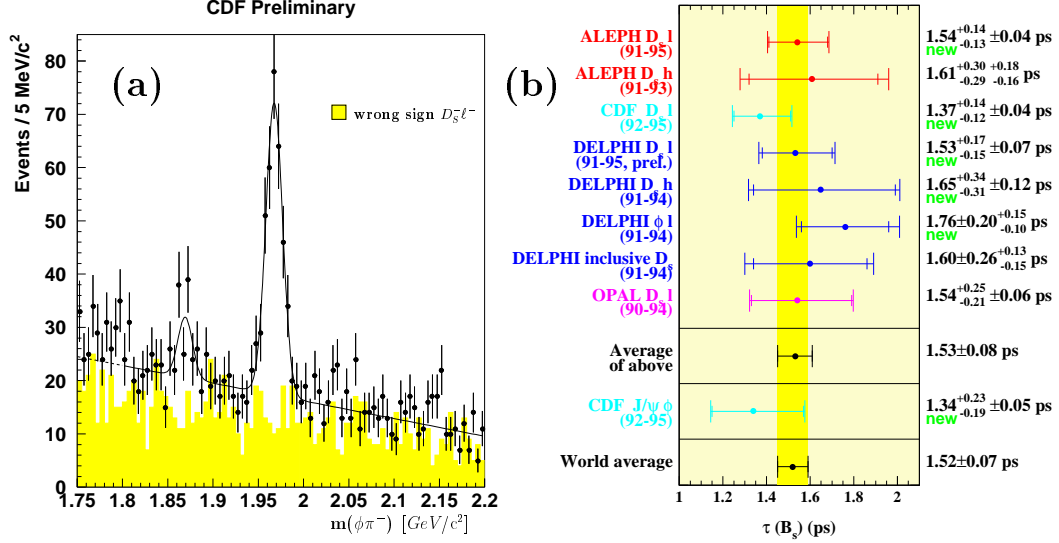 CDF Preliminary
(a)
wrong sign D_S^-ℓ^-
Events / 5 MeV/c²
80
70
60
50
40
30
20
10
0
1.75 1.8 1.85 1.9 1.95 2 2.05 2.1 2.15 2.2
m(ϕπ⁻) [GeV/c²]
(b)
ALEPH D_s l
(91-95)
1.54 +0.14 -0.13 ±0.04 ps
new
ALEPH D_s h
(91-93)
1.61 +0.30 -0.29 +0.18 -0.16 ps
CDF D_s l
(92-95)
1.37 +0.14 -0.12 ±0.04 ps
new
DELPHI D_s l
(91-95, pref.)
1.53 +0.17 -0.15 ±0.07 ps
new
DELPHI D_s h
(91-94)
1.65 +0.34 -0.31 ±0.12 ps
new
DELPHI ϕ l
(91-94)
1.76±0.20 +0.15 -0.10 ps
new
DELPHI inclusive D_s
(91-94)
1.60±0.26 +0.13 -0.15 ps
OPAL D_s l
(90-94)
1.54 +0.25 -0.21 ±0.06 ps
Average
of above
1.53±0.08 ps
CDF J/ψ ϕ
(92-95)
1.34 +0.23 -0.19 ±0.05 ps
new
World average
1.52±0.07 ps
1 1.2 1.4 1.6 1.8 2
τ (B_s) (ps)